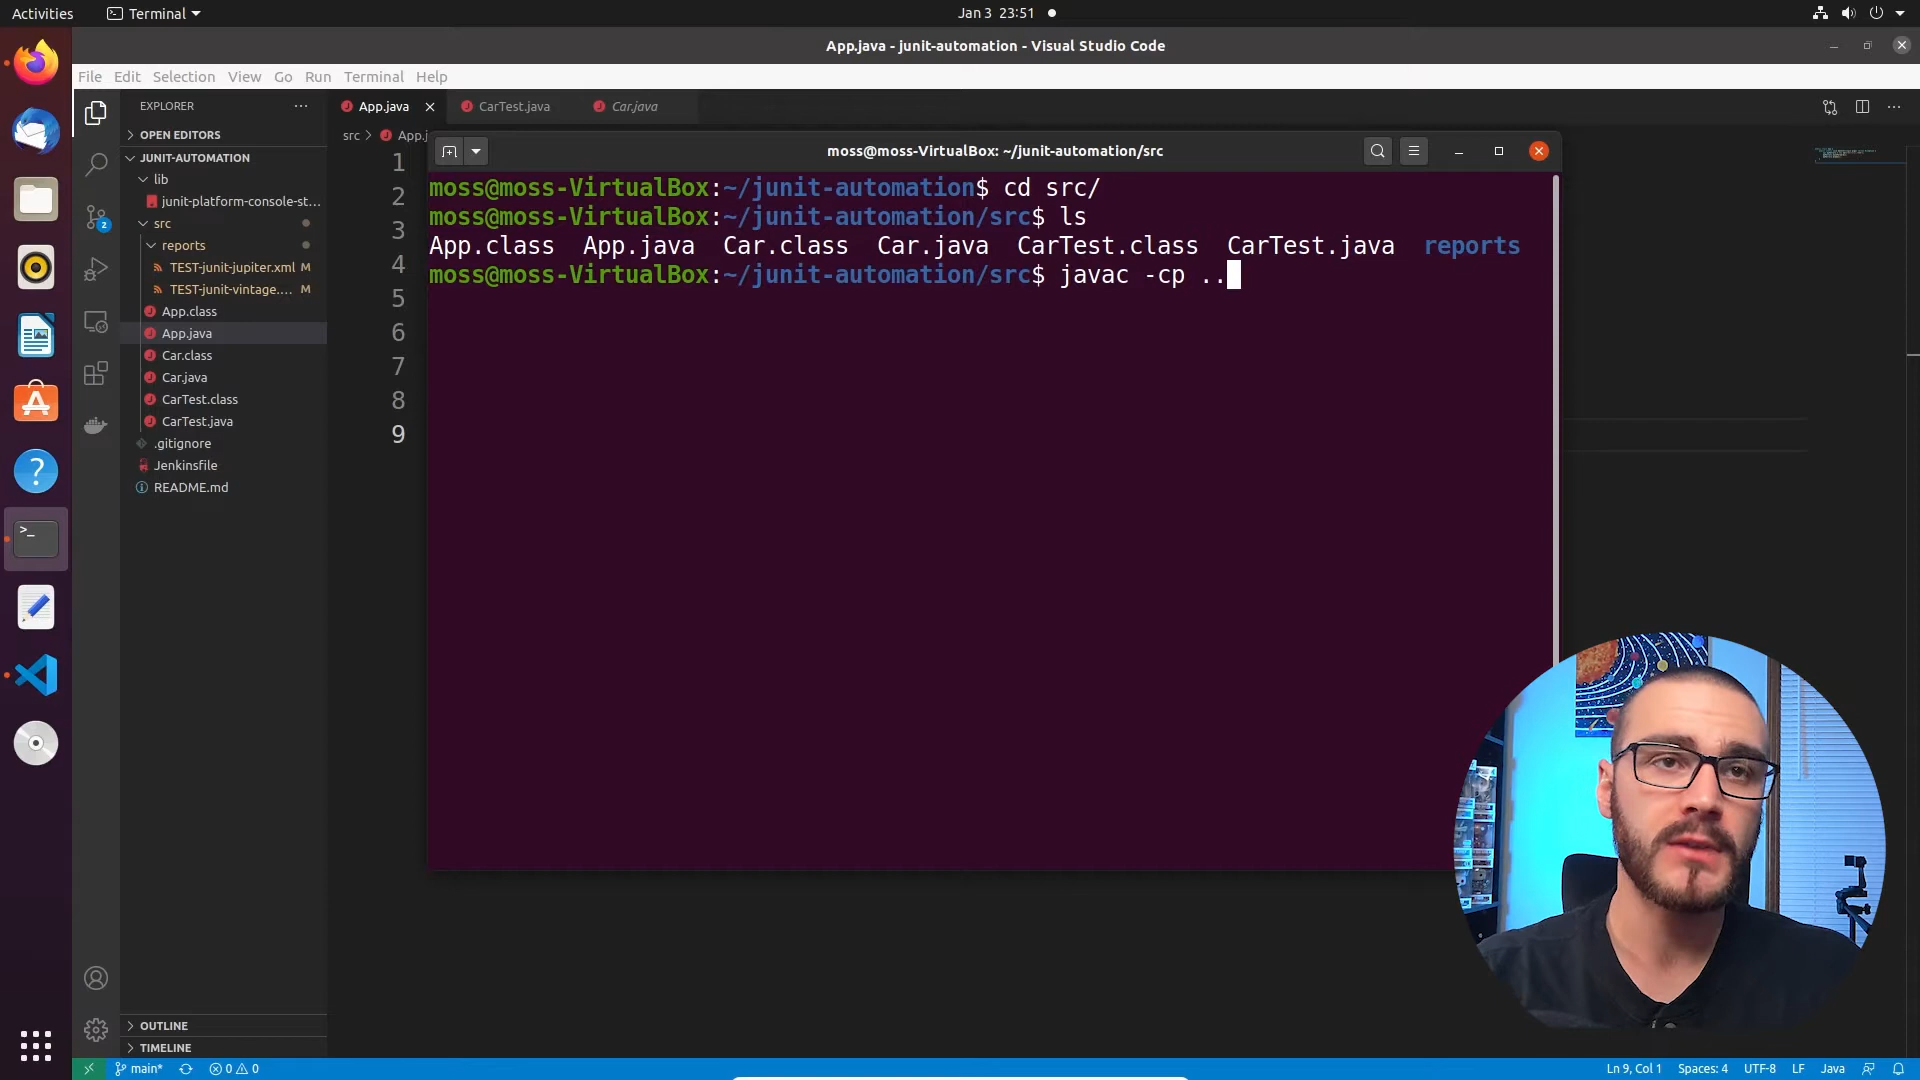 Activities
Terminal
Jan 3 23:51
App.java - junit-automation - Visual Studio Code
File Edit Selection View Go Run Terminal Help
EXPLORER
App.java
CarTest.java
Car.java
OPEN EDITORS
src > App.j
JUNIT-AUTOMATION
lib
junit-platform-console-st...
src
reports
TEST-junit-jupiter.xml M
TEST-junit-vintage.... M
App.class
App.java
Car.class
Car.java
CarTest.class
CarTest.java
.gitignore
Jenkinsfile
README.md
2
1
2
3
4
5
6
7
8
9
moss@moss-VirtualBox: ~/junit-automation/src
moss@moss-VirtualBox:~/junit-automation$ cd src/
moss@moss-VirtualBox:~/junit-automation/src$ ls
App.class App.java Car.class Car.java CarTest.class CarTest.java reports
moss@moss-VirtualBox:~/junit-automation/src$ javac -cp ..
OUTLINE
TIMELINE
main* 0 0
Ln 9, Col 1 Spaces: 4 UTF-8 LF Java